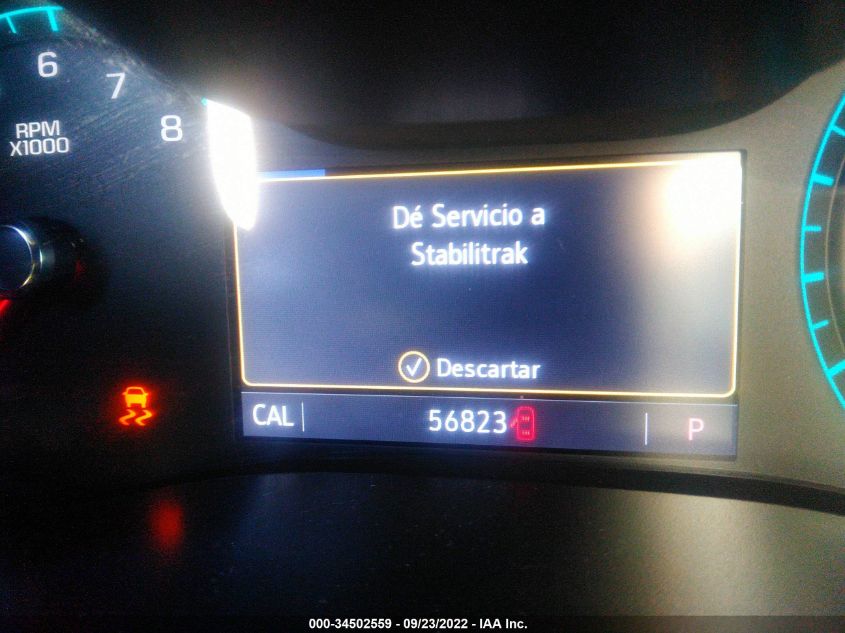 6
7
8
RPM
X1000
Dé Servicio a
Stabilitrak
Descartar
CAL
56823
P
000-34502559 - 09/23/2022 - IAA Inc.